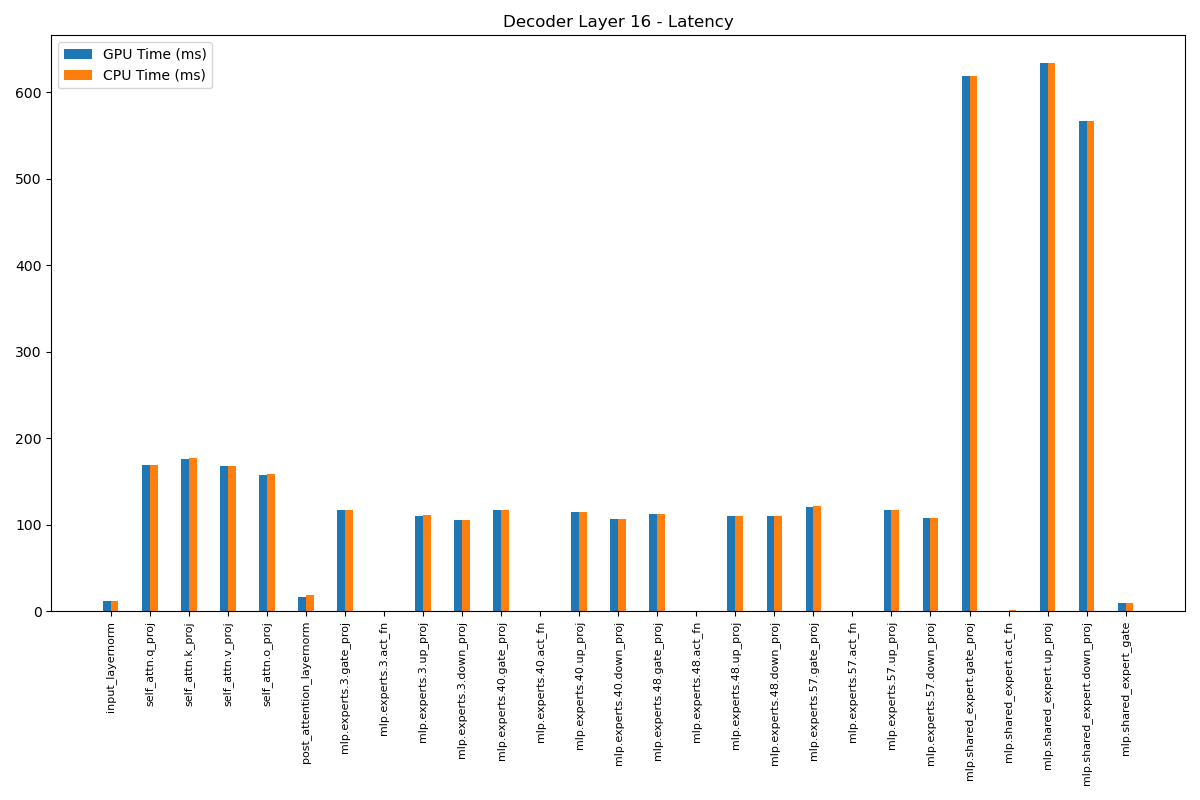 Decoder Layer 16 - Latency
GPU Time (ms)
CPU Time (ms)
600
500
400
300
200
100
0
input_layernorm
self_attn.q_proj
self_attn.k_proj
self_attn.v_proj
self_attn.o_proj
post_attention_layernorm
mlp.experts.3.gate_proj
mlp.experts.3.act_fn
mlp.experts.3.up_proj
mlp.experts.3.down_proj
mlp.experts.40.gate_proj
mlp.experts.40.act_fn
mlp.experts.40.up_proj
mlp.experts.40.down_proj
mlp.experts.48.gate_proj
mlp.experts.48.act_fn
mlp.experts.48.up_proj
mlp.experts.48.down_proj
mlp.experts.57.gate_proj
mlp.experts.57.act_fn
mlp.experts.57.up_proj
mlp.experts.57.down_proj
mlp.shared_expert.gate_proj
mlp.shared_expert.act_fn
mlp.shared_expert.up_proj
mlp.shared_expert.down_proj
mlp.shared_expert_gate